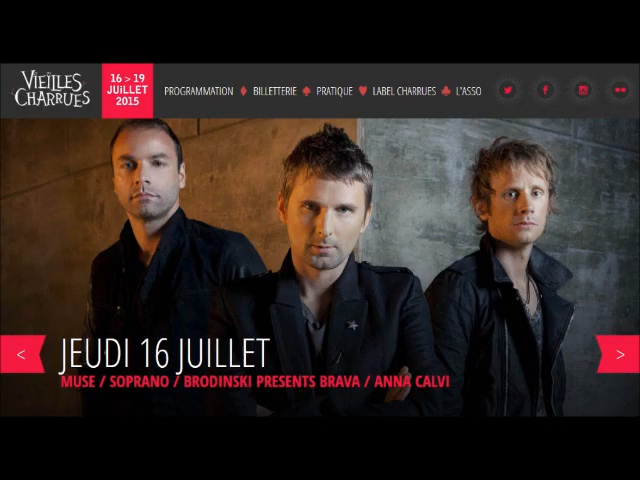 VIEILLES
CHARRUES
16 > 19
JUiLLET
2015
PROGRAMMATION BILLETTERIE PRATIQUE LABEL CHARRUES L'ASSO
< >
JEUDI 16 JUILLET
MUSE / SOPRANO / BRODINSKI PRESENTS BRAVA / ANNA CALVI